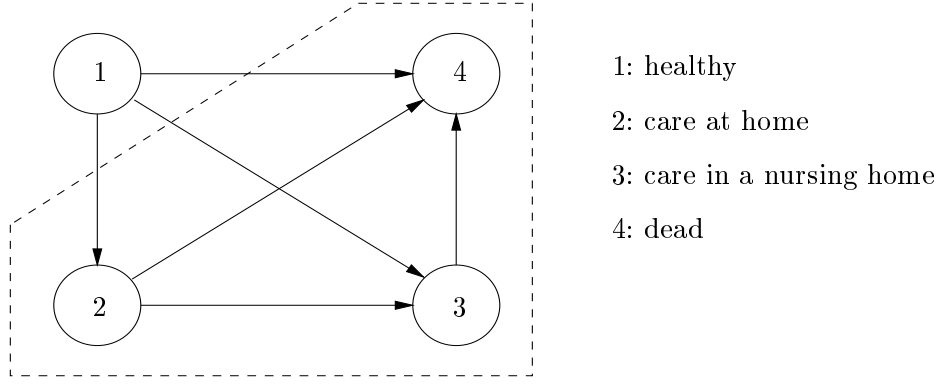 1
4
2
3
1: healthy
2: care at home
3: care in a nursing home
4: dead